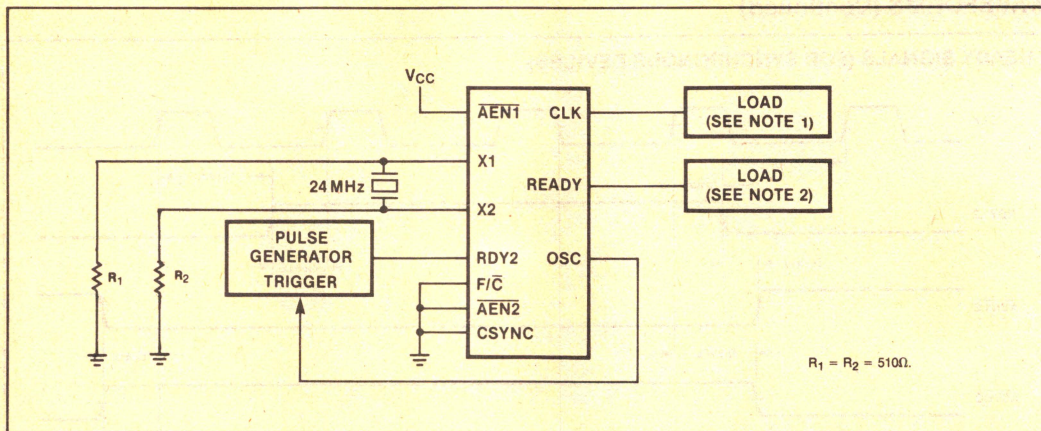 VCC
AEN1
CLK
LOAD
(SEE NOTE 1)
X1
24 MHz
READY
LOAD
(SEE NOTE 2)
X2
PULSE
GENERATOR
TRIGGER
RDY2
OSC
R1
R2
F/C
AEN2
CSYNC
R1 = R2 = 510Ω.